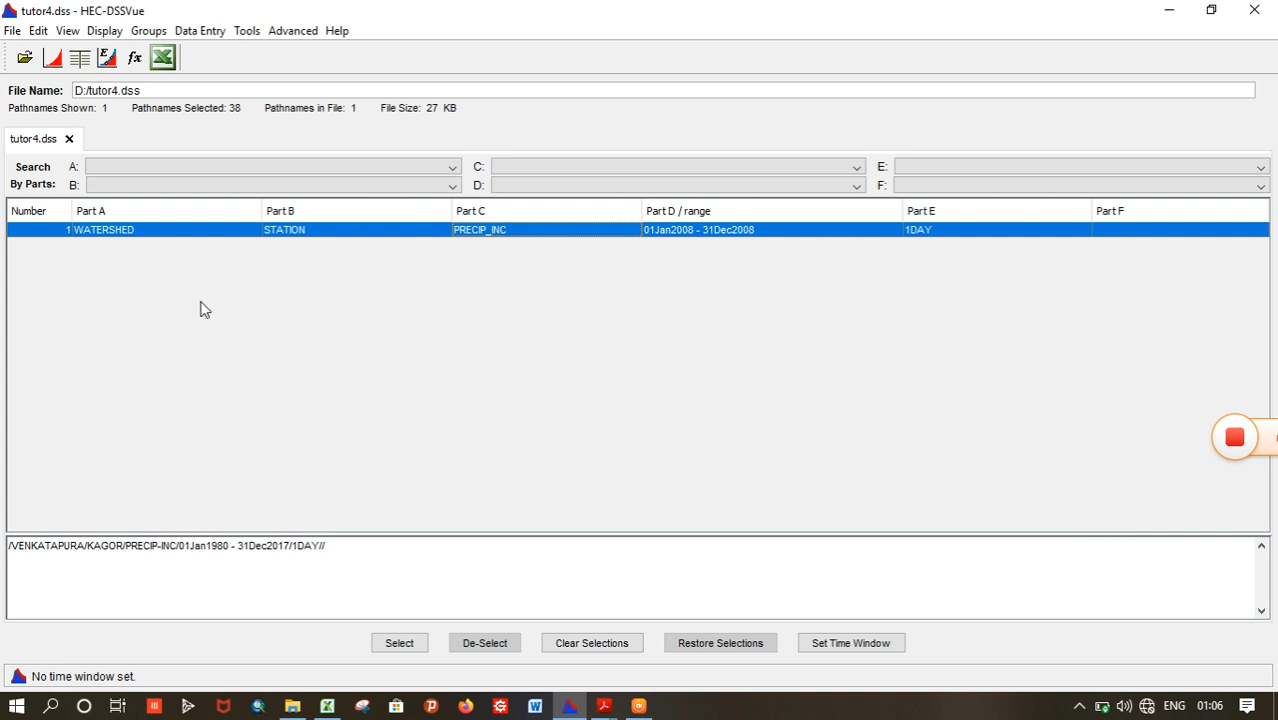 tutor4.dss - HEC-DSSVue
File Edit View Display Groups Data Entry Tools Advanced Help
E fx
File Name: D:/tutor4.dss
Pathnames Shown: 1 Pathnames Selected: 38 Pathnames in File: 1 File Size: 27 KB
tutor4.dss
Search A: C: E:
By Parts: B: D: F:
Number Part A Part B Part C Part D / range Part E Part F
1 WATERSHED STATION PRECIP_INC 01Jan2008 - 31Dec2008 1DAY
/VENKATAPURA/KAGOR/PRECIP-INC/01Jan1980 - 31Dec2017/1DAY//
Select De-Select Clear Selections Restore Selections Set Time Window
No time window set.
ENG 01:06